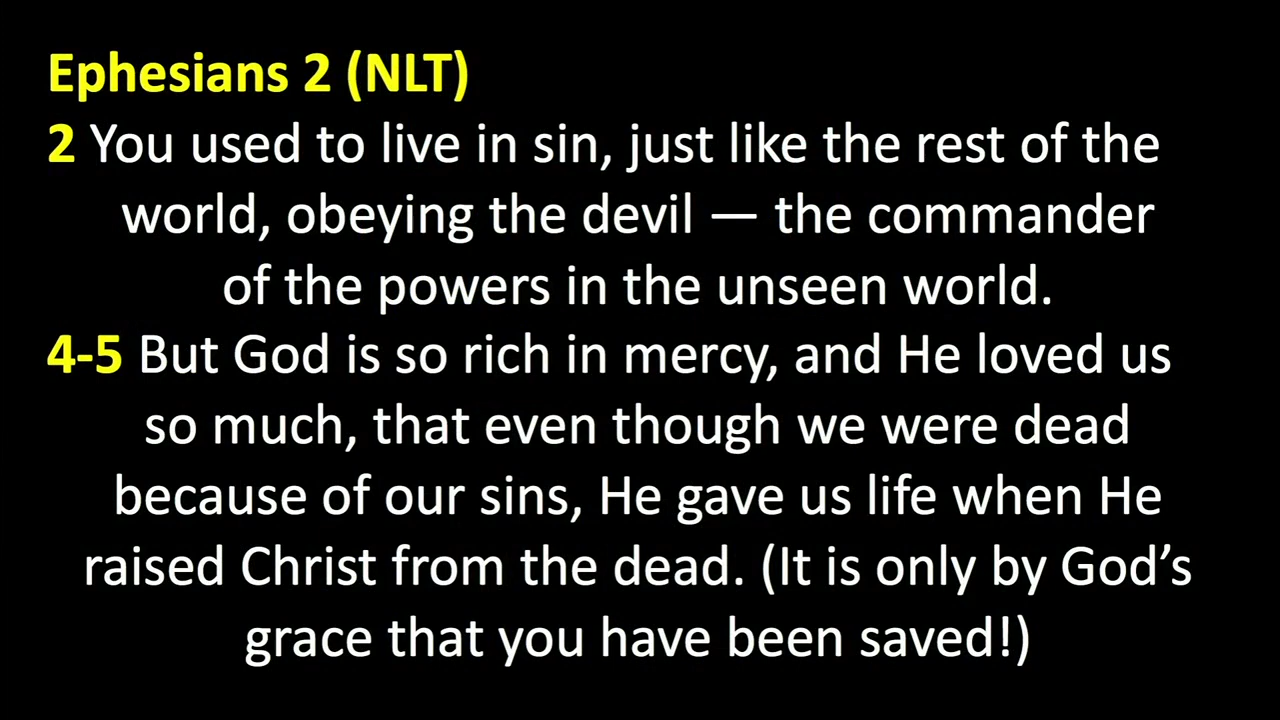 Ephesians 2 (NLT)
2 You used to live in sin, just like the rest of the
world, obeying the devil — the commander
of the powers in the unseen world.
4-5 But God is so rich in mercy, and He loved us
so much, that even though we were dead
because of our sins, He gave us life when He
raised Christ from the dead. (It is only by God’s
grace that you have been saved!)